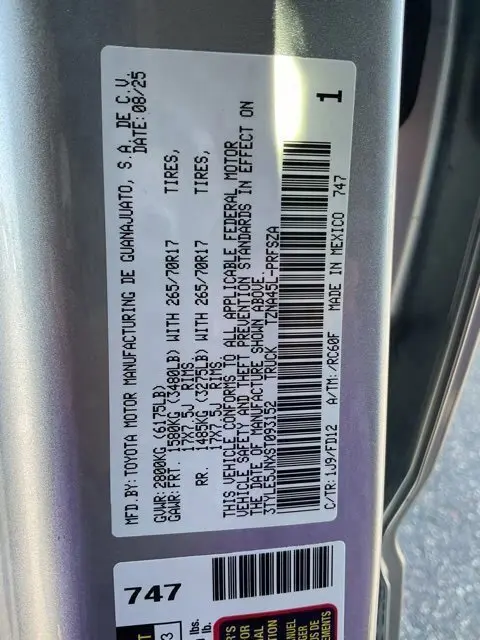 MFD.BY: TOYOTA MOTOR MANUFACTURING DE GUANAJUATO, S.A. DE C.V.
DATE: 08/25
GVWR: 2800KG (6175LB)
GAWR: FRT. 1580KG (3480LB) WITH 265/70R17 TIRES,
17X7.5J RIMS.
RR. 1485KG (3275LB) WITH 265/70R17 TIRES,
17X7.5J RIMS.
THIS VEHICLE CONFORMS TO ALL APPLICABLE FEDERAL MOTOR
VEHICLE SAFETY AND THEFT PREVENTION STANDARDS IN EFFECT ON
THE DATE OF MANUFACTURE SHOWN ABOVE.
3TYLE5JNXST093152 TRUCK TZNA45L-PRFSZA
1
C/TR: 1J9/FD12 A/TM: /RC60F MADE IN MEXICO 747
747
lbs.
lb.